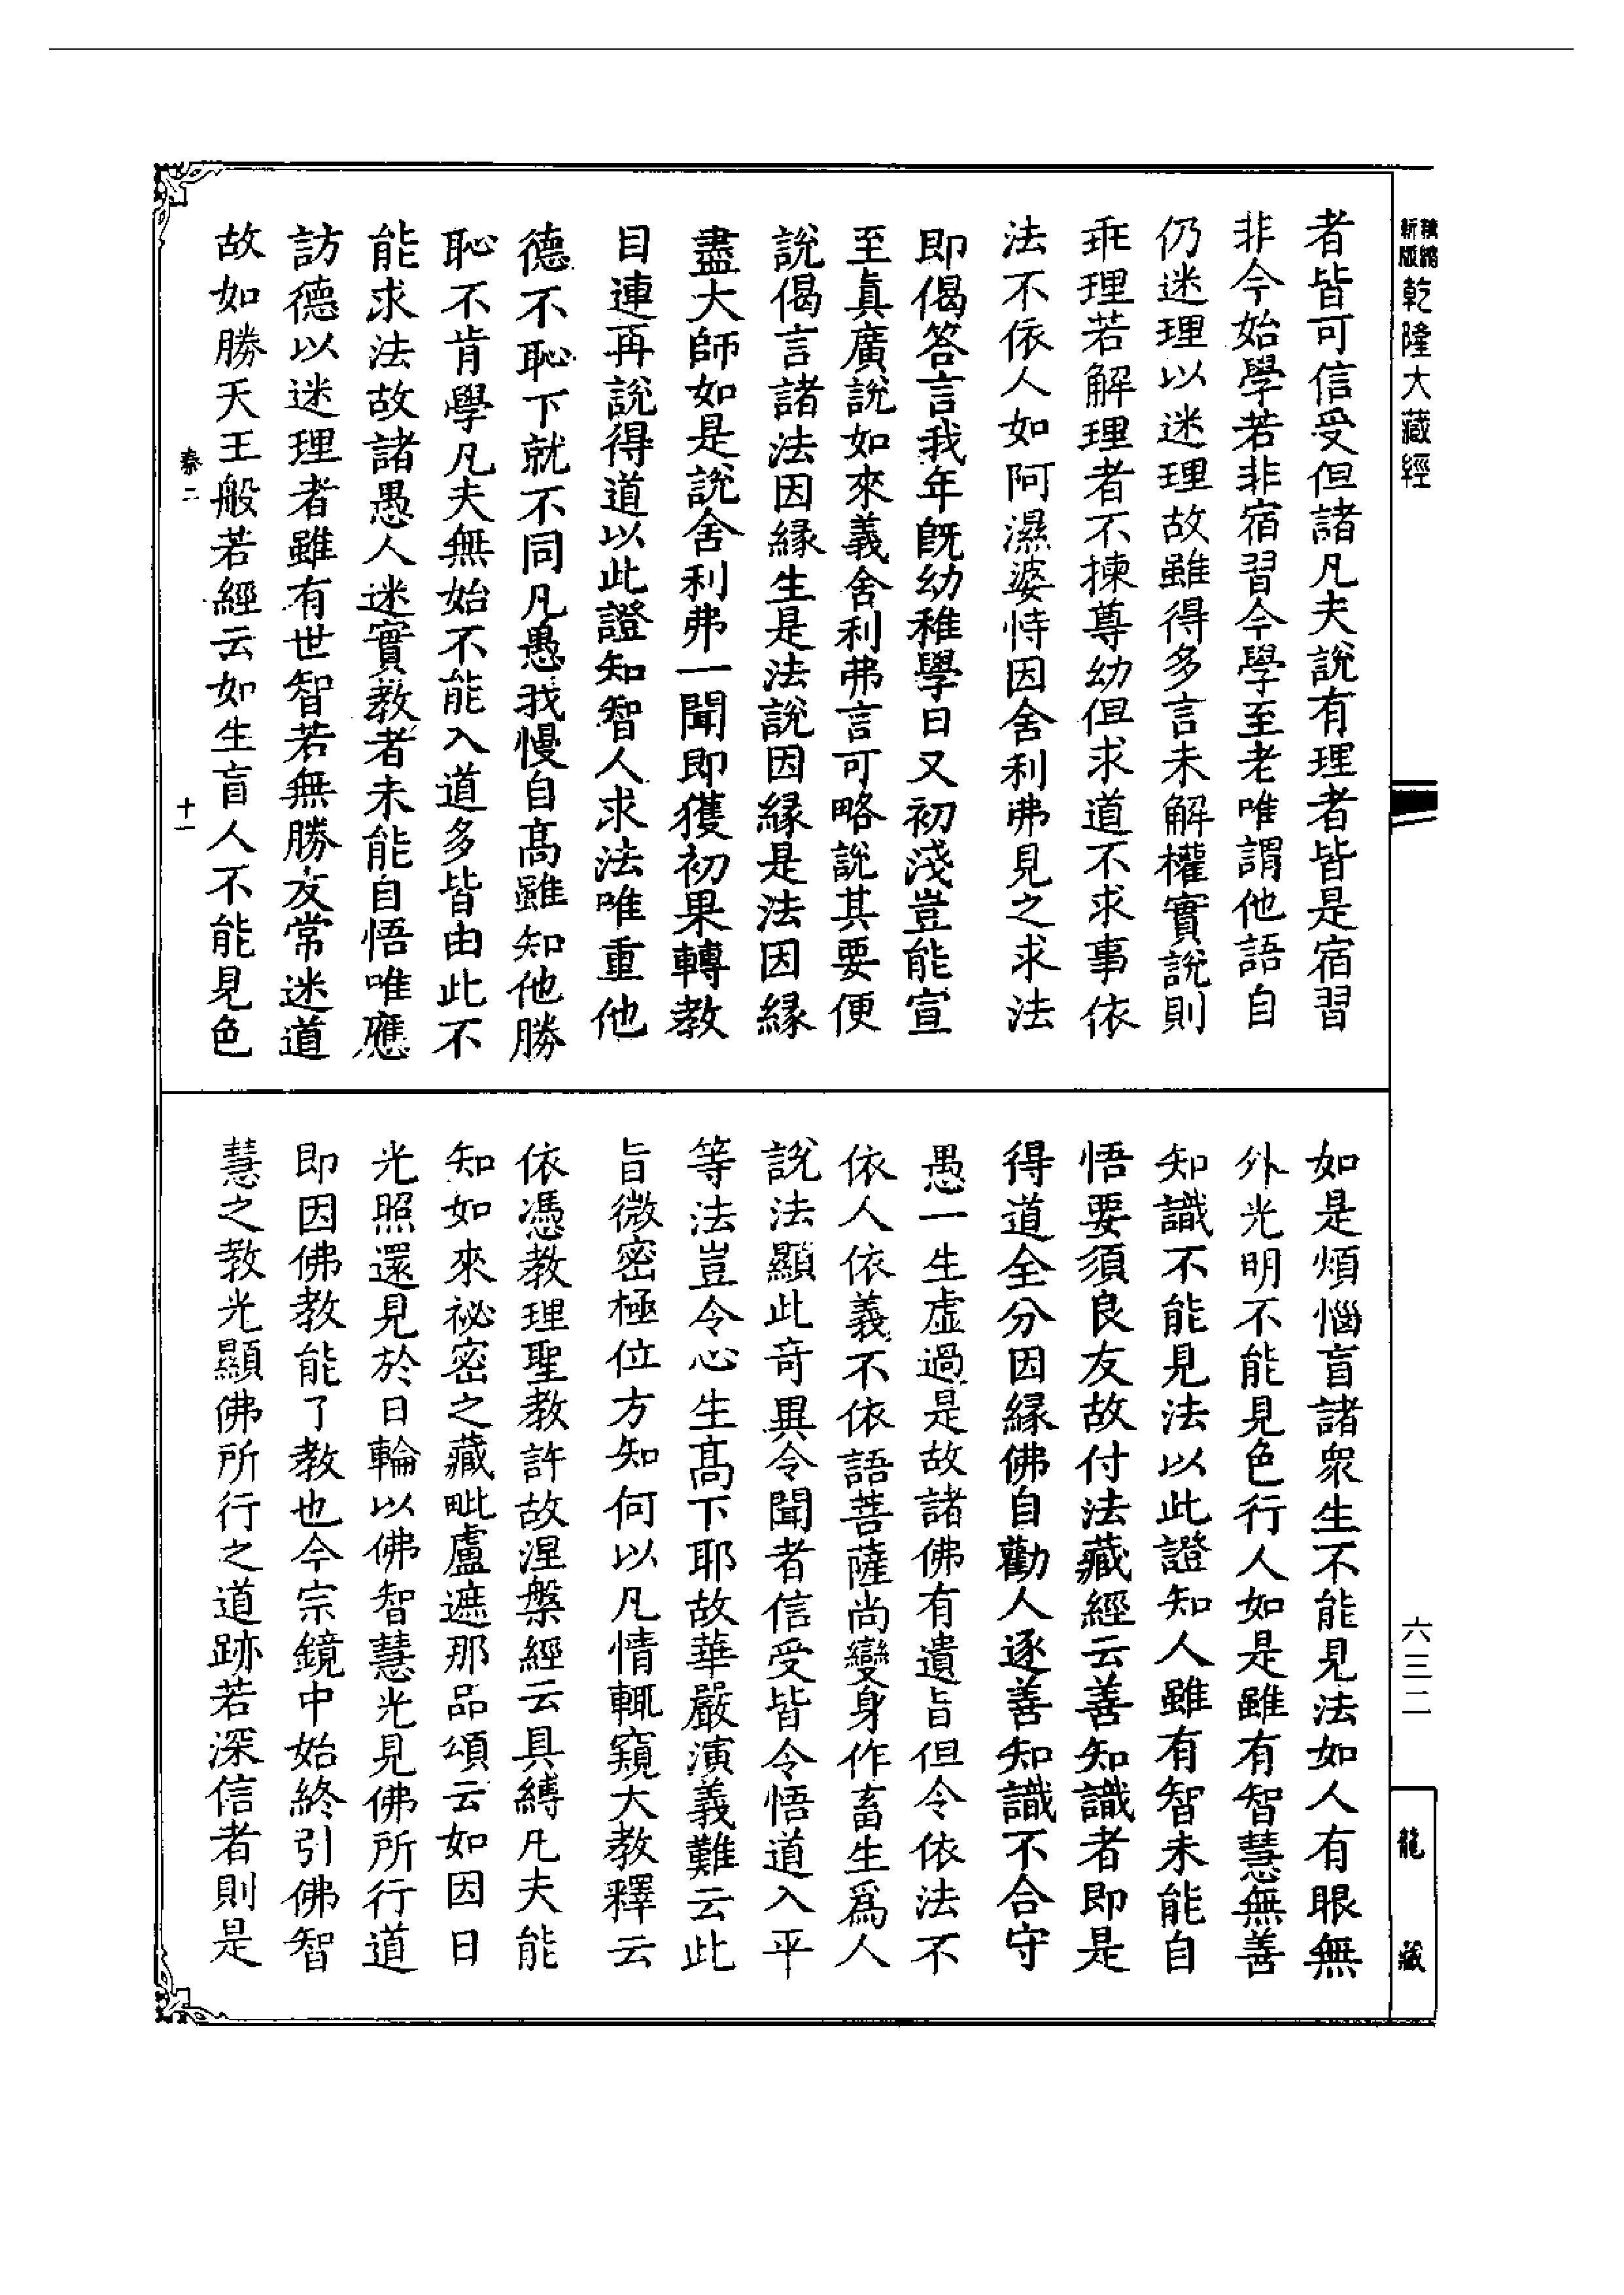 精編
新版
乾隆大藏經
六三二
龍藏
者皆可信受但諸凡夫說有理者皆是宿習
非今始學若非宿習今學至老唯謂他語自
仍迷理以迷理故雖得多言未解權實說則
乖理若解理者不揀尊幼但求道不求事依
法不依人如阿濕婆恃因舍利弗見之求法
即偈答言我年旣幼稚學日又初淺豈能宣
至真廣說如來義舍利弗言可略說其要便
說偈言諸法因緣生是法說因緣是法因緣
盡大師如是說舍利弗一聞即獲初果轉教
目連再說得道以此證知智人求法唯重他
德不恥下就不同凡愚我慢自高雖知他勝
恥不肯學凡夫無始不能入道多皆由此不
能求法故諸愚人迷實教者未能自悟唯應
訪德以迷理者雖有世智若無勝友常迷道
故如勝天王般若經云如生盲人不能見色
秦二
十一
如是煩惱盲諸衆生不能見法如人有眼無
外光明不能見色行人如是雖有智慧無善
知識不能見法以此證知人雖有智未能自
悟要須良友故付法藏經云善知識者即是
得道全分因緣佛自勸人逐善知識不合守
愚一生虛過是故諸佛有遺旨但令依法不
依人依義不依語菩薩尚變身作畜生爲人
說法顯此奇異令聞者信受皆令悟道入平
等法豈令心生高下耶故華嚴演義難云此
旨微密極位方知何以凡情輒窺大教釋云
依憑教理聖教許故涅槃經云具縛凡夫能
知如來祕密之藏毗盧遮那品頌云如因日
光照還見於日輪以佛智慧光見佛所行道
即因佛教能了教也今宗鏡中始終引佛智
慧之教光顯佛所行之道跡若深信者則是